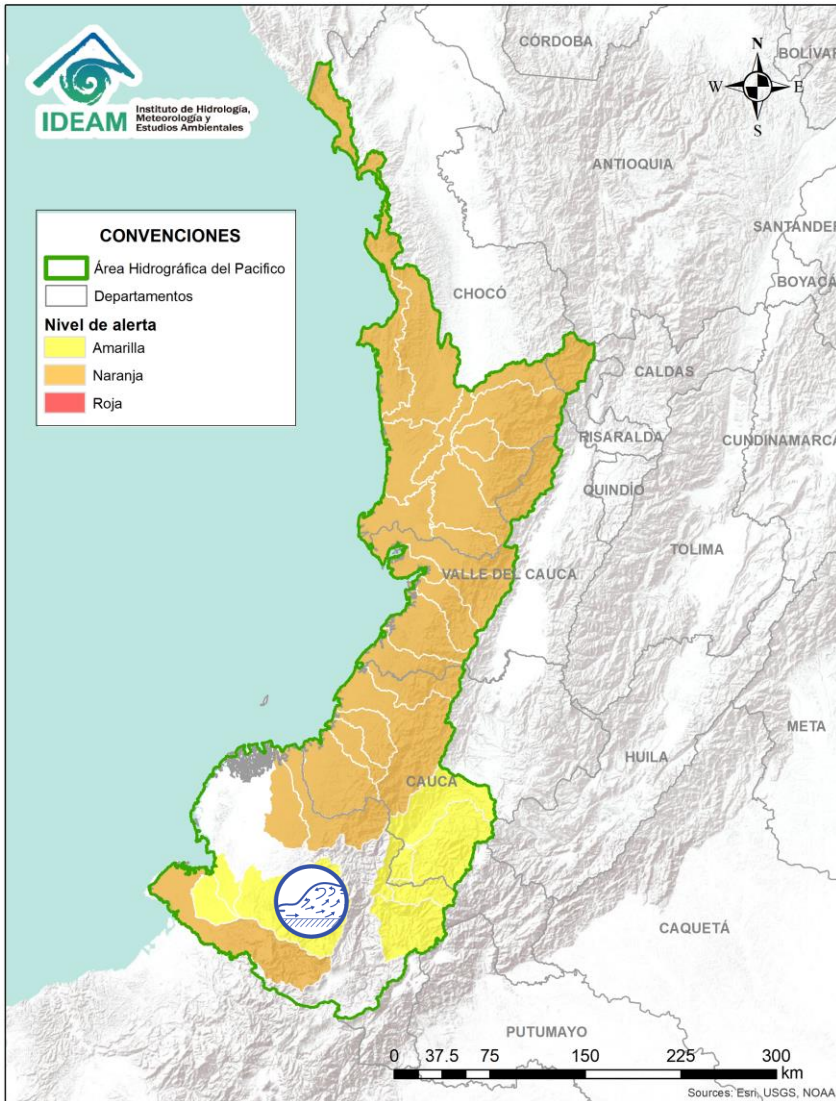 IDEAM
Instituto de Hidrología,
Meteorología y
Estudios Ambientales
N
W
E
S
CÓRDOBA
BOLÍVAR
ANTIOQUIA
SANTANDER
BOYACÁ
CHOCÓ
CALDAS
RISARALDA
CUNDINAMARCA
QUINDÍO
TOLIMA
VALLE DEL CAUCA
META
HUILA
CAUCA
CAQUETÁ
PUTUMAYO
CONVENCIONES
Área Hidrográfica del Pacifico
Departamentos
Nivel de alerta
Amarilla
Naranja
Roja
0 37.5 75 150 225 300
km
Sources: Esri, USGS, NOAA